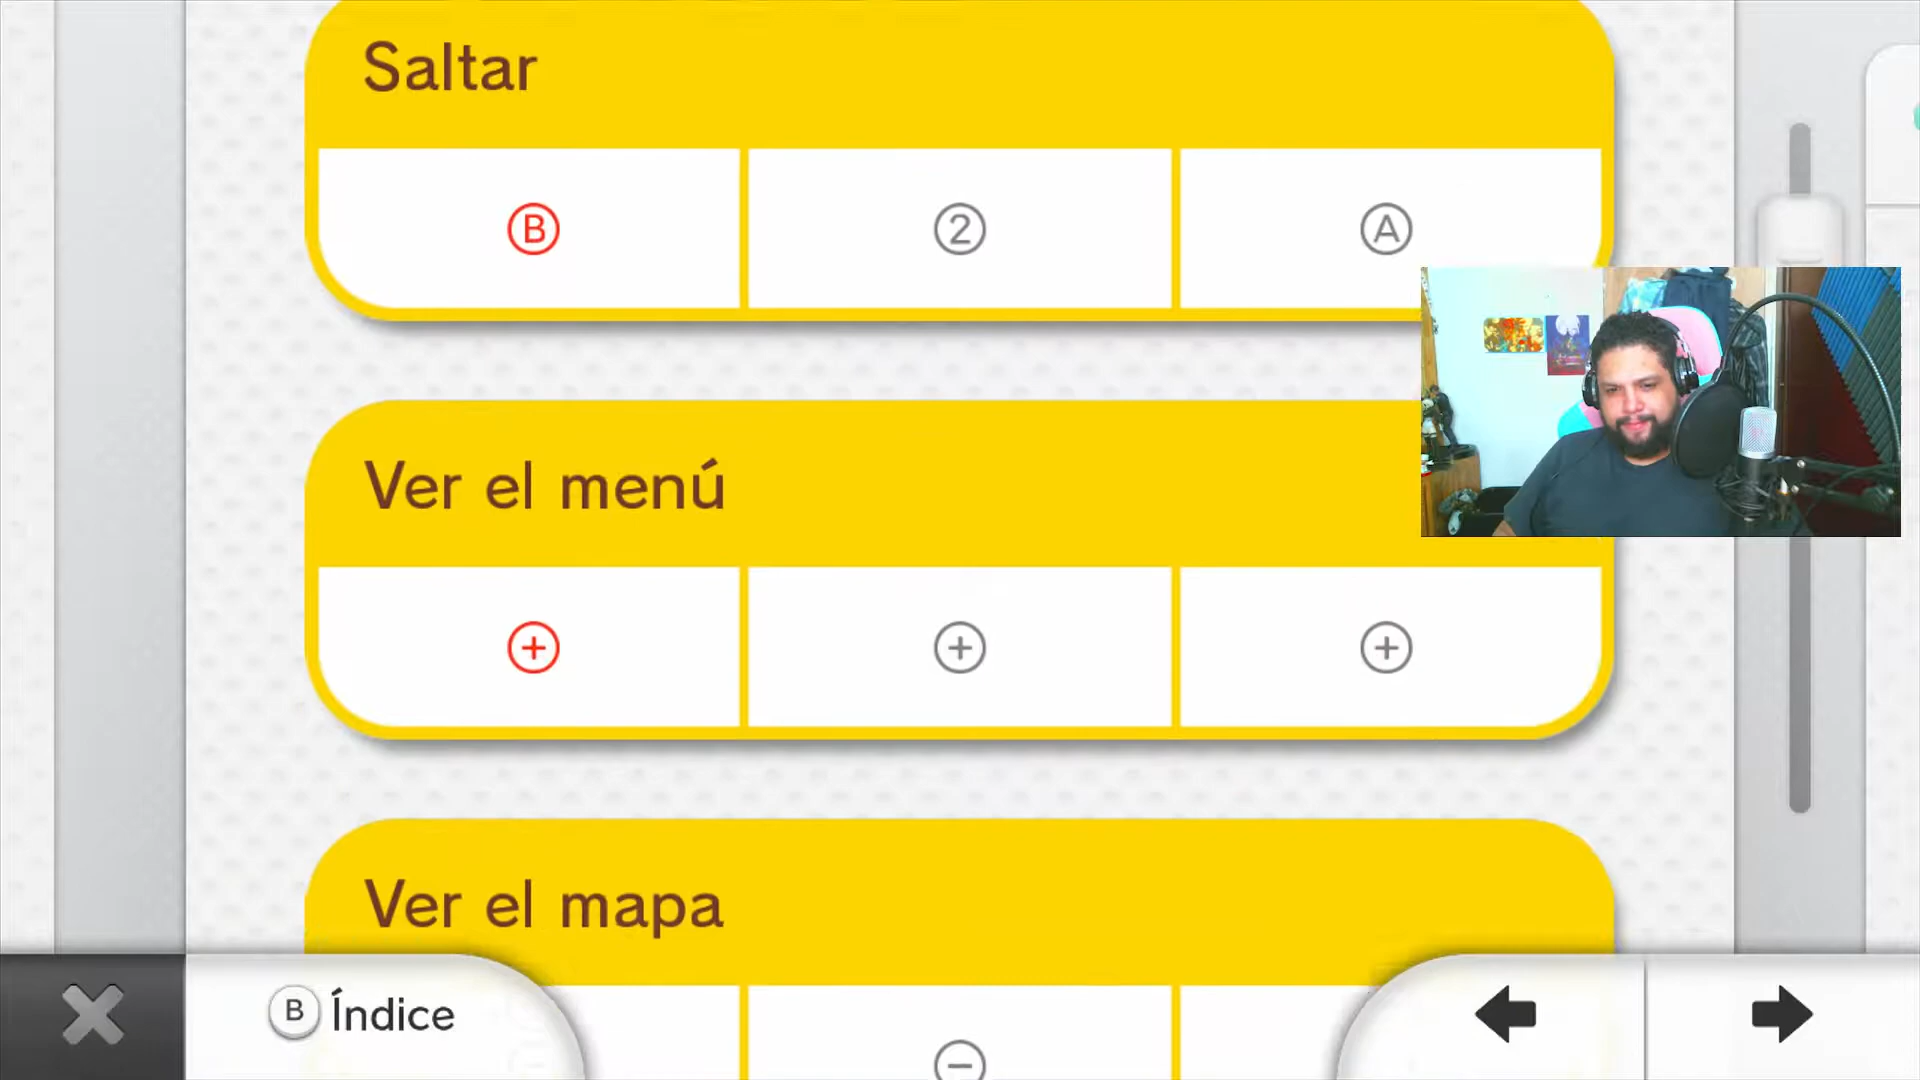 Saltar
B 2 A
Ver el menú
+ + +
Ver el mapa
−
B Índice